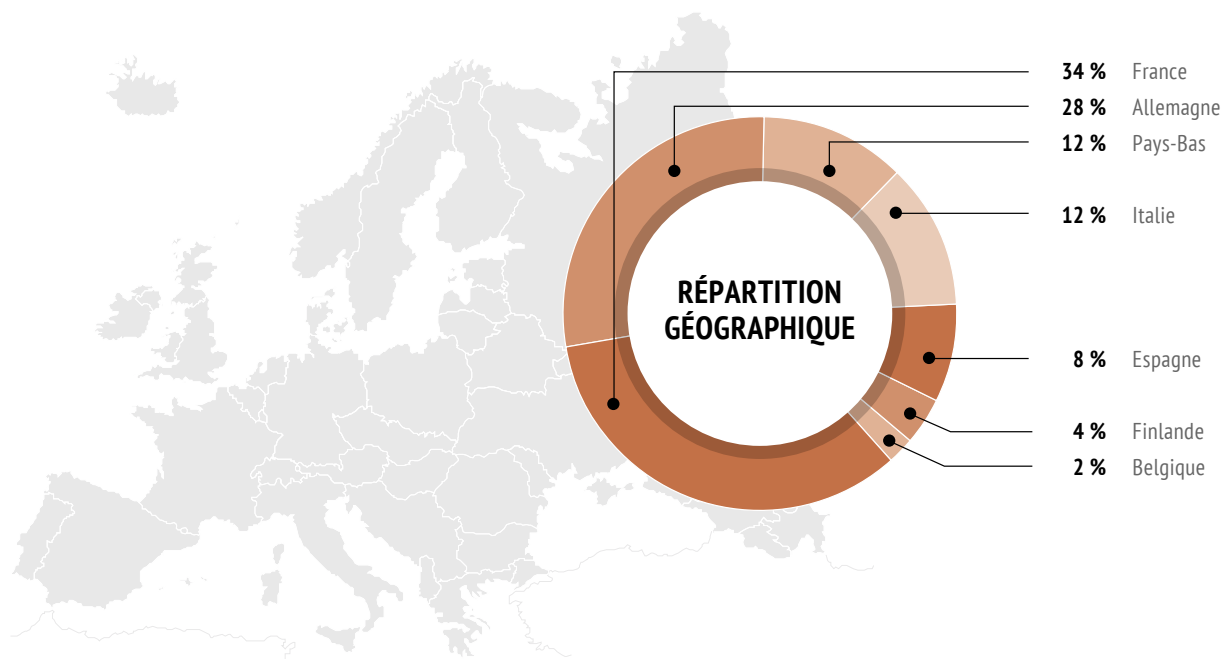 34 % France
28 % Allemagne
12 % Pays-Bas
12 % Italie
RÉPARTITION
GÉOGRAPHIQUE
8 % Espagne
4 % Finlande
2 % Belgique